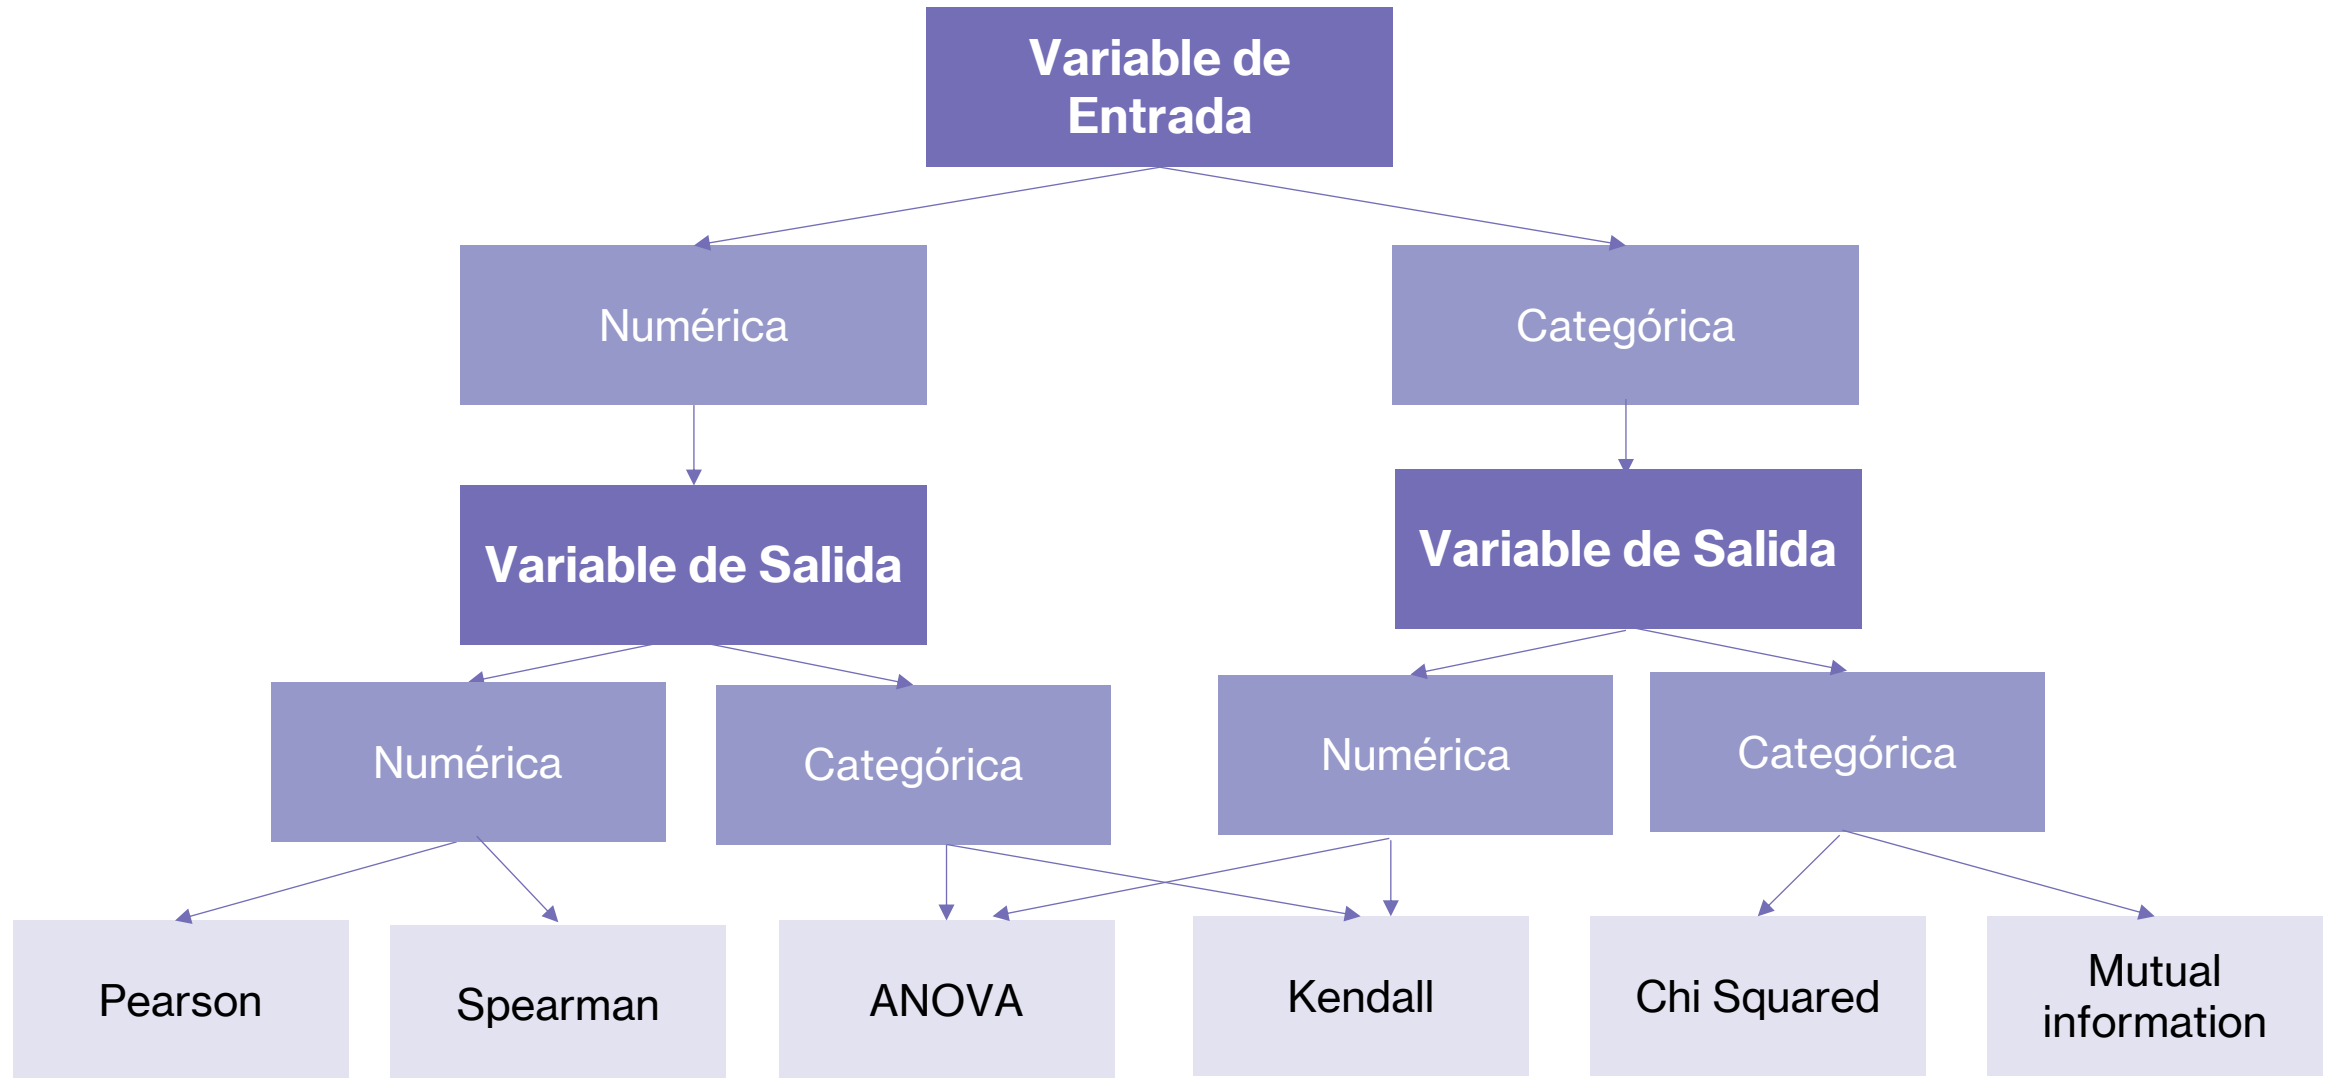 Variable de
Entrada
Numérica
Categórica
Variable de Salida
Variable de Salida
Numérica
Categórica
Numérica
Categórica
Pearson
Spearman
ANOVA
Kendall
Chi Squared
Mutual
information